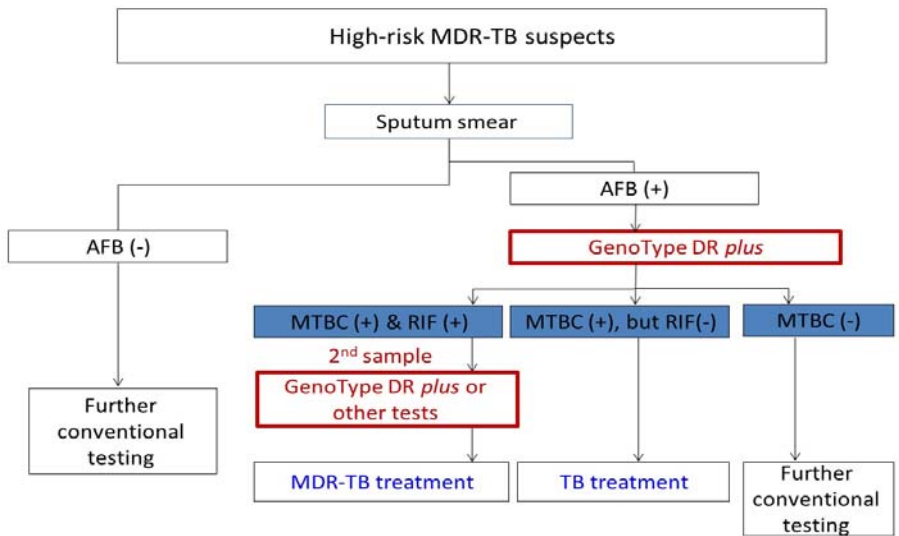 High-risk MDR-TB suspects
Sputum smear
AFB (+)
AFB (-)
GenoType DR plus
MTBC (+) & RIF (+)
MTBC (+), but RIF(-)
MTBC (-)
2nd sample
GenoType DR plus or
other tests
Further
conventional
testing
MDR-TB treatment
TB treatment
Further
conventional
testing